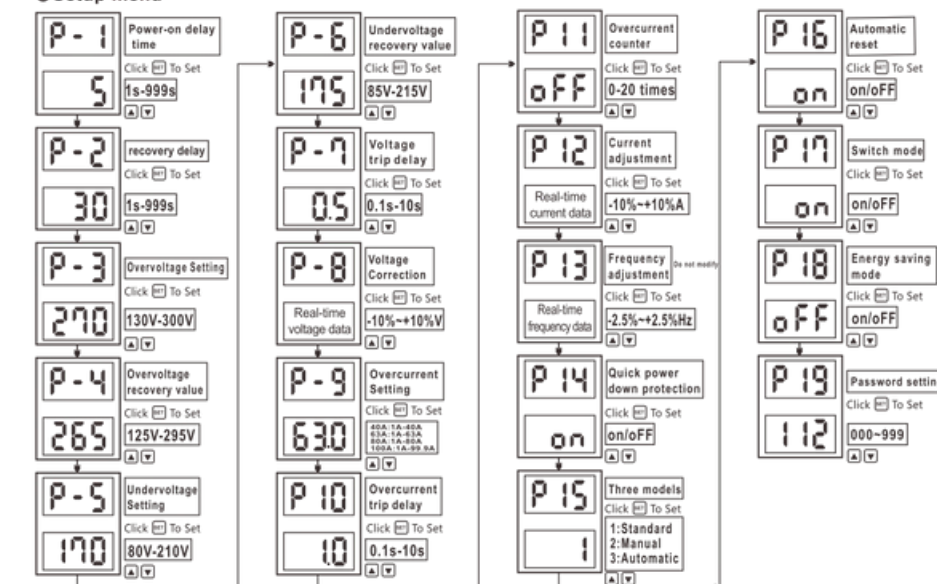 Setup menu
P-1
Power-on delay
time
Click SET To Set
5
1s-999s
P-2
recovery delay
Click SET To Set
30
1s-999s
P-3
Overvoltage Setting
Click SET To Set
270
130V-300V
P-4
Overvoltage
recovery value
Click SET To Set
265
125V-295V
P-5
Undervoltage
Setting
Click SET To Set
170
80V-210V
P-6
Undervoltage
recovery value
Click SET To Set
175
85V-215V
P-7
Voltage
trip delay
Click SET To Set
0.5
0.1s-10s
P-8
Voltage
Correction
Click SET To Set
Real-time
voltage data
-10%~+10%V
P-9
Overcurrent
Setting
Click SET To Set
63.0
40A:1A-40A
63A:1A-63A
80A:1A-80A
100A:1A-99.9A
P10
Overcurrent
trip delay
Click SET To Set
1.0
0.1s-10s
P11
Overcurrent
counter
Click SET To Set
oFF
0-20 times
P12
Current
adjustment
Click SET To Set
Real-time
current data
-10%~+10%A
P13
Frequency
adjustment
Do not modify
Click SET To Set
Real-time
frequency data
-2.5%~+2.5%Hz
P14
Quick power
down protection
Click SET To Set
on
on/oFF
P15
Three models
Click SET To Set
1
1:Standard
2:Manual
3:Automatic
P16
Automatic
reset
Click SET To Set
on
on/oFF
P17
Switch mode
Click SET To Set
on
on/oFF
P18
Energy saving
mode
Click SET To Set
oFF
on/oFF
P19
Password settin
Click SET To Set
112
000~999